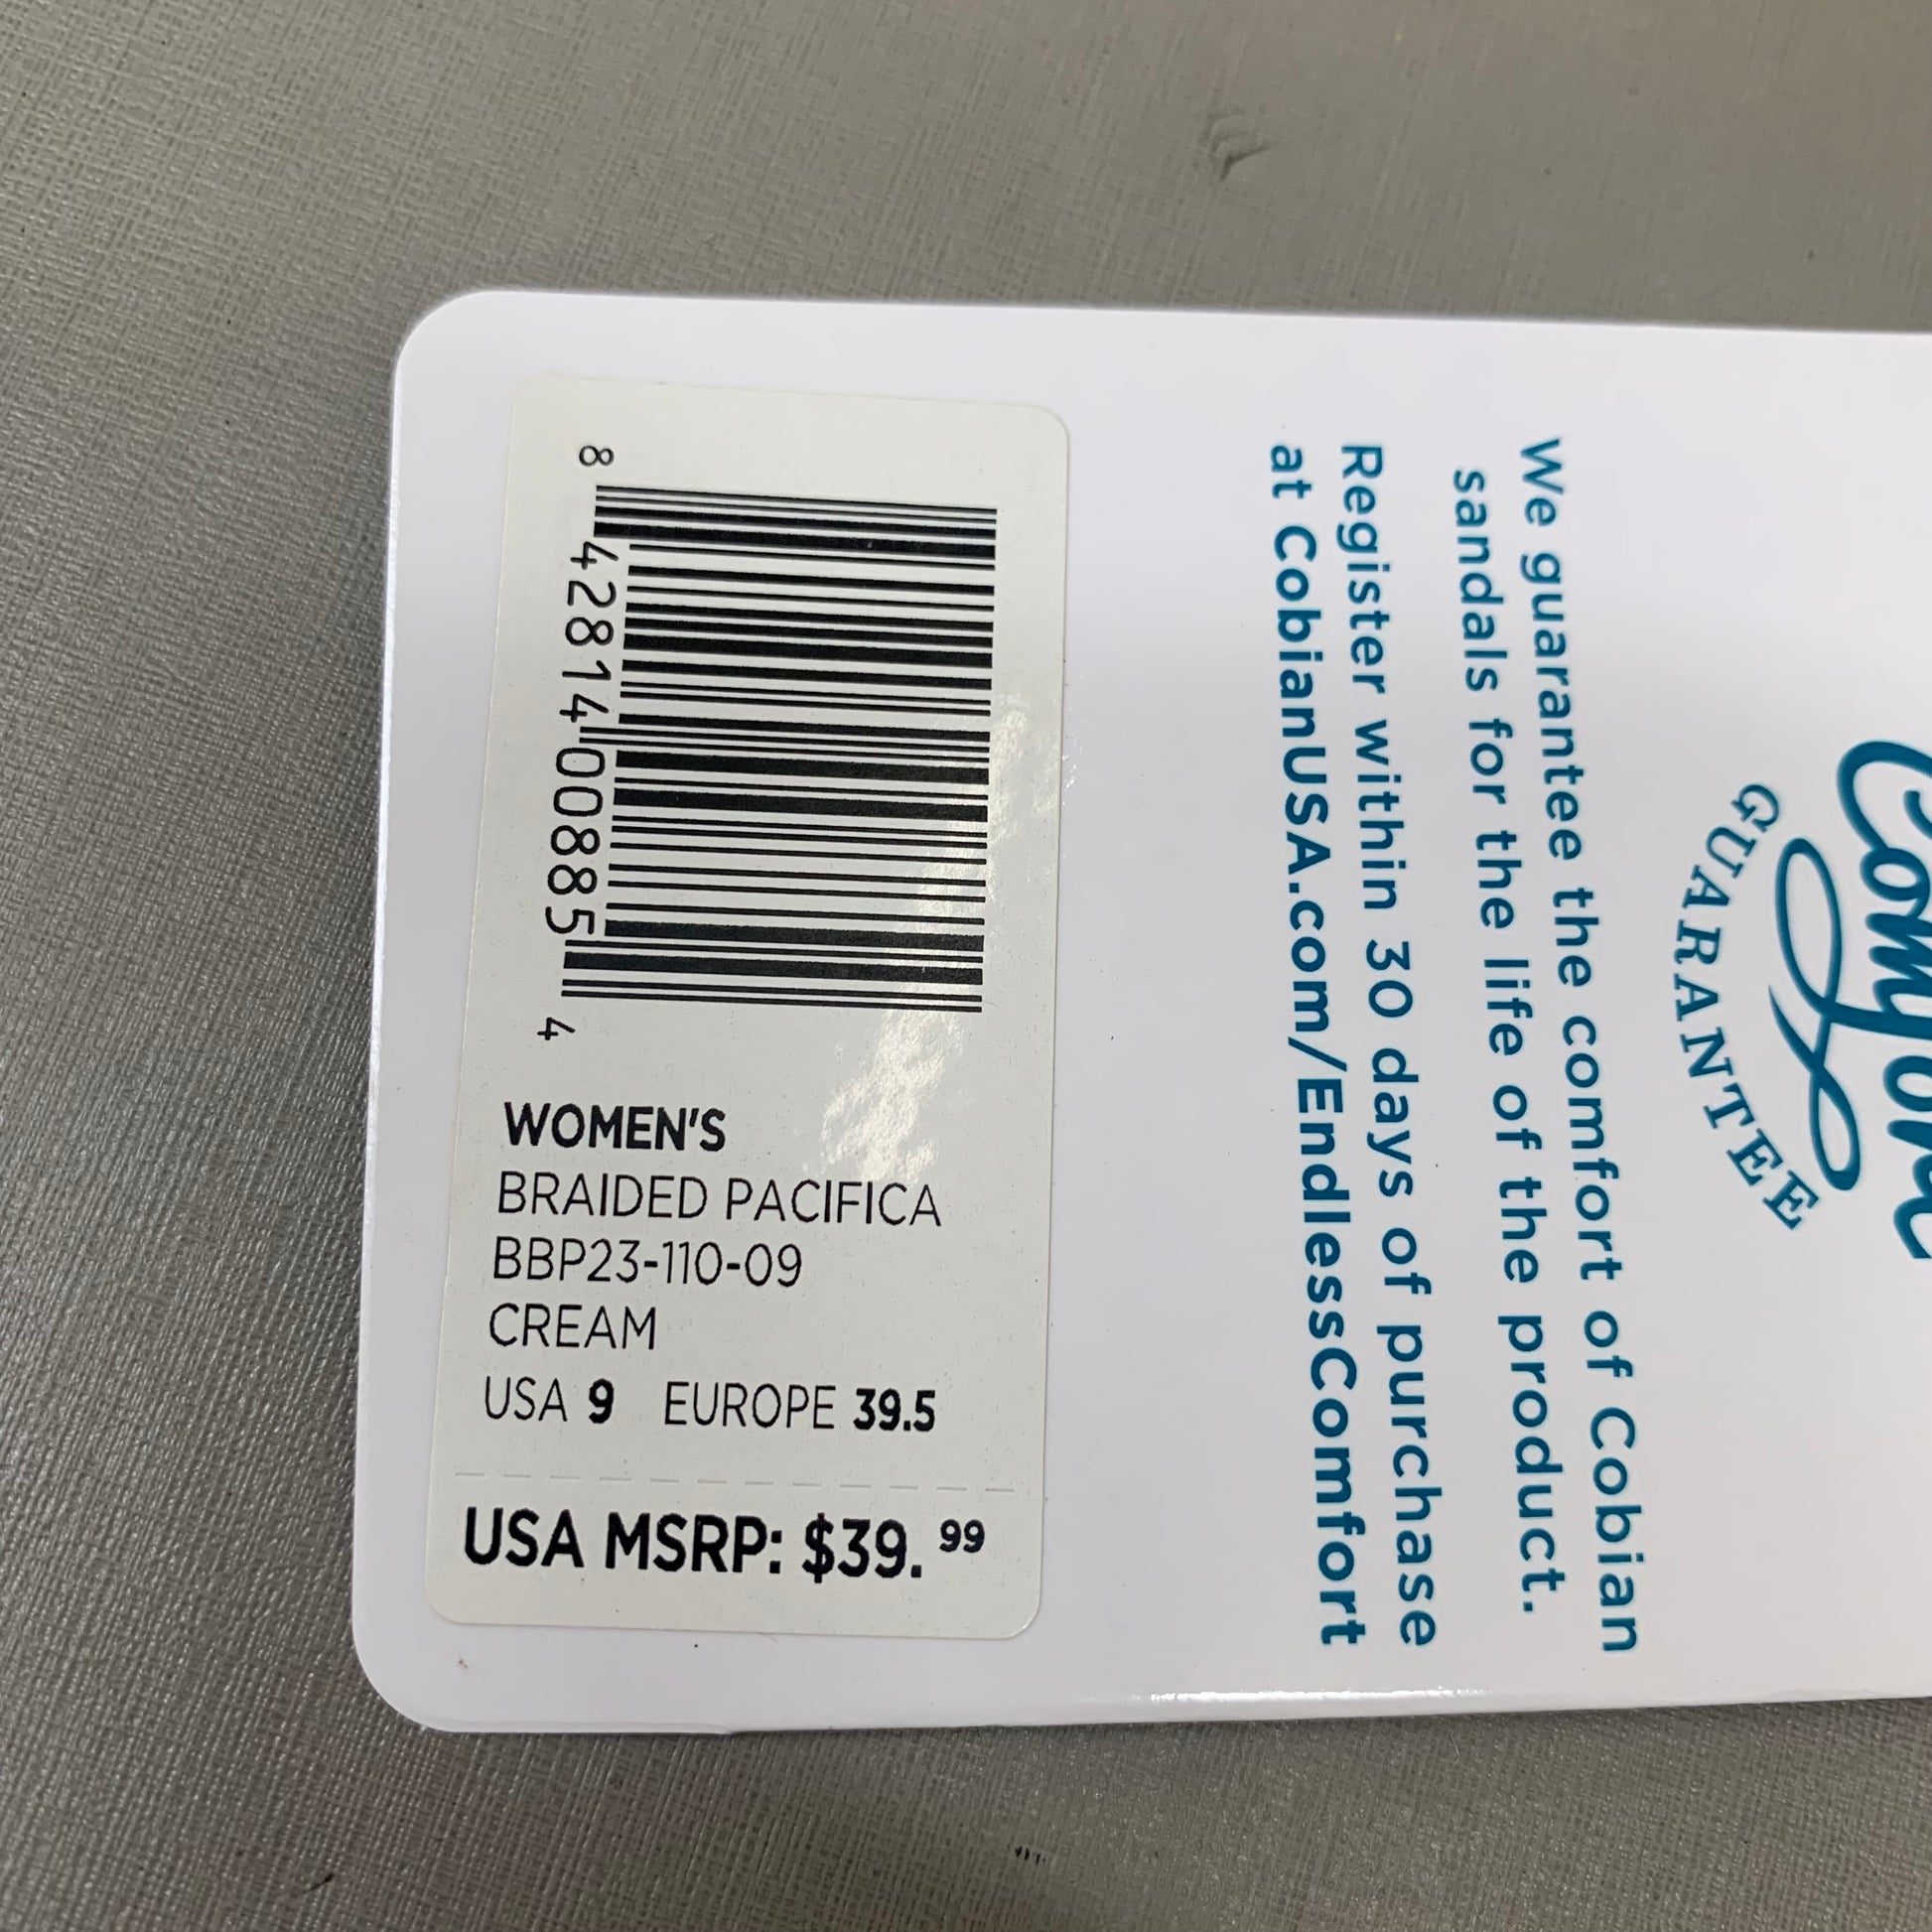 Comfort
GUARANTEE
We guarantee the comfort of Cobian
sandals for the life of the product.
Register within 30 days of purchase
at CobianUSA.com/EndlessComfort
8 42814 00885 4
WOMEN'S
BRAIDED PACIFICA
BBP23-110-09
CREAM
USA 9 EUROPE 39.5
USA MSRP: $39.99